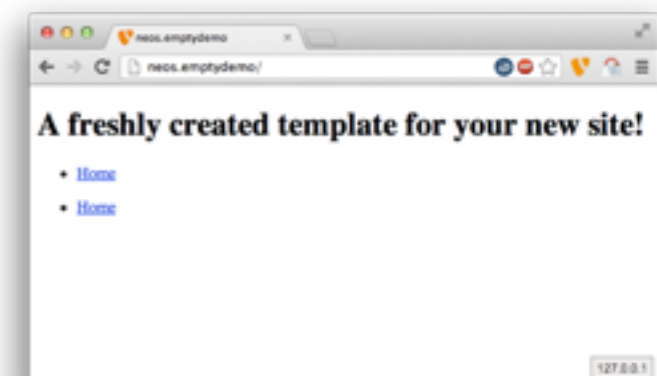 neos.emptydemo
neos.emptydemo/
A freshly created template for your new site!
Home
Home
127.0.0.1